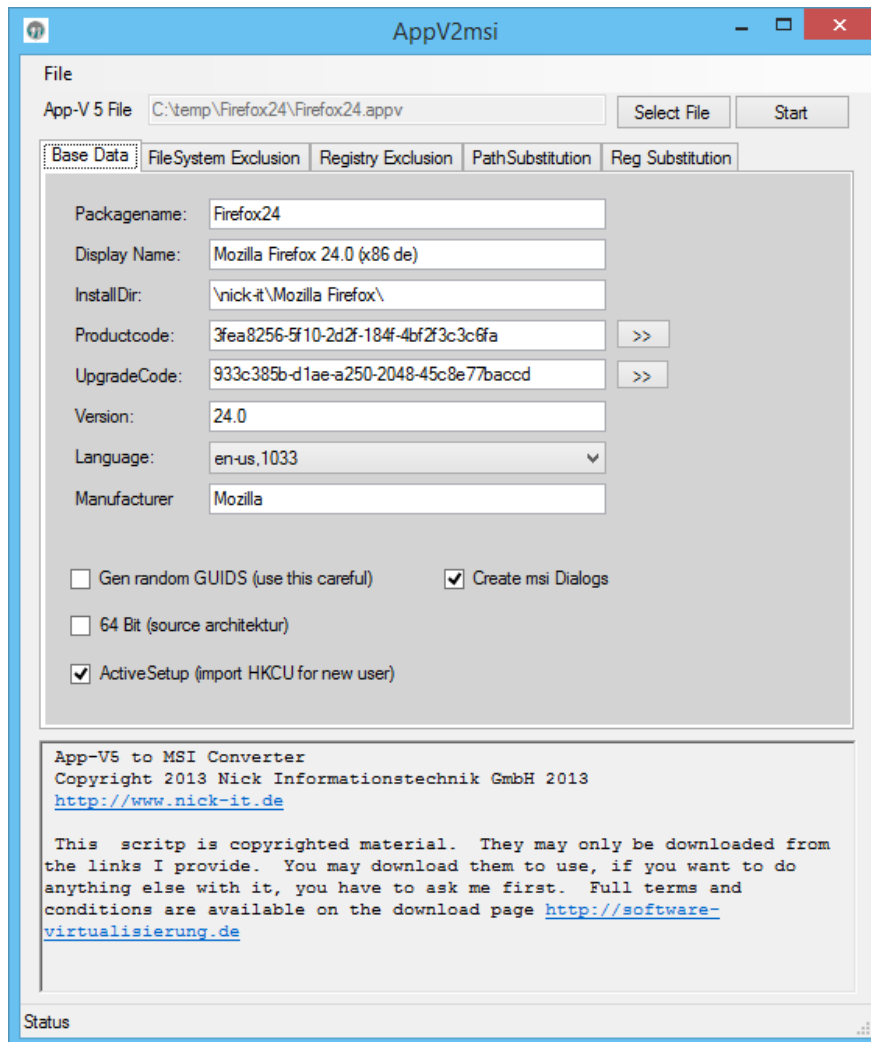 AppV2msi
File
App-V 5 File C:\temp\Firefox24\Firefox24.appv Select File Start
Base Data FileSystem Exclusion Registry Exclusion PathSubstitution Reg Substitution
Packagename: Firefox24
Display Name: Mozilla Firefox 24.0 (x86 de)
InstallDir: \nick-it\Mozilla Firefox\
Productcode: 3fea8256-5f10-2d2f-184f-4bf2f3c3c6fa >>
UpgradeCode: 933c385b-d1ae-a250-2048-45c8e77baccd >>
Version: 24.0
Language: en-us,1033
Manufacturer Mozilla
Gen random GUIDS (use this careful) Create msi Dialogs
64 Bit (source architektur)
ActiveSetup (import HKCU for new user)
App-V5 to MSI Converter
Copyright 2013 Nick Informationstechnik GmbH 2013
http://www.nick-it.de
This scritp is copyrighted material. They may only be downloaded from
the links I provide. You may download them to use, if you want to do
anything else with it, you have to ask me first. Full terms and
conditions are available on the download page http://software-
virtualisierung.de
Status